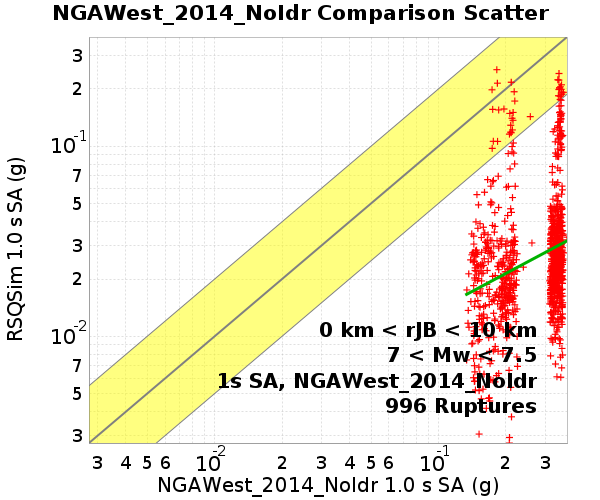 NGAWest_2014_NoIdr Comparison Scatter
RSQSim 1.0 s SA (g)
3
2
10-1
7
5
3
2
10-2
7
5
3
0 km < rJB < 10 km
7 < Mw < 7.5
1s SA, NGAWest_2014_NoIdr
996 Ruptures
3 4 5 6 10-2 2 3 4 5 6 10-1 2 3
NGAWest_2014_NoIdr 1.0 s SA (g)